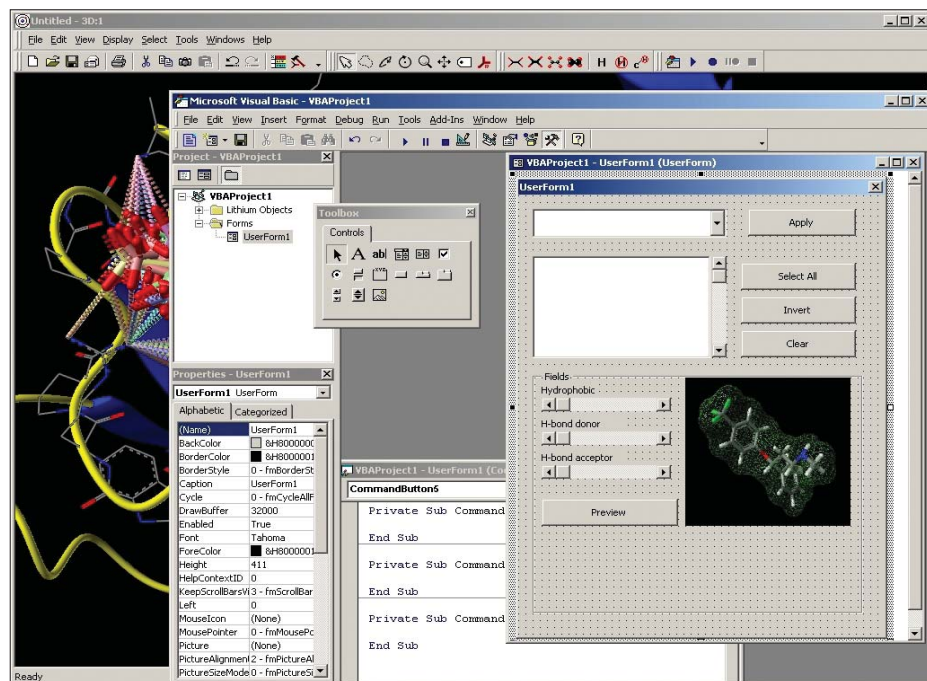 Untitled - 3D:1
File Edit View Display Select Tools Windows Help
H H c
Microsoft Visual Basic - VBAProject1
File Edit View Insert Format Debug Run Tools Add-Ins Window Help
Project - VBAProject1
VBAProject1
Lithium Objects
Forms
UserForm1
Toolbox
Controls
A abl
Properties - UserForm1
UserForm1 UserForm
Alphabetic Categorized
(Name) UserForm1
BackColor &H8000000
BorderColor &H8000001
BorderStyle 0 - fmBorderSt
Caption UserForm1
Cycle 0 - fmCycleAllF
DrawBuffer 32000
Enabled True
Font Tahoma
ForeColor &H8000001
Height 411
HelpContextID 0
KeepScrollBarsVi 3 - fmScrollBar
Left 0
MouseIcon (None)
MousePointer 0 - fmMousePo
Picture (None)
PictureAlignment 2 - fmPictureAl
PictureSizeMode 0 - fmPictureSi
VBAProject1 - UserForm1 (Co
CommandButton5
Private Sub Command
End Sub
Private Sub Command
End Sub
Private Sub Command
End Sub
VBAProject1 - UserForm1 (UserForm)
UserForm1
Apply
Select All
Invert
Clear
Fields
Hydrophobic
H-bond donor
H-bond acceptor
Preview
Ready